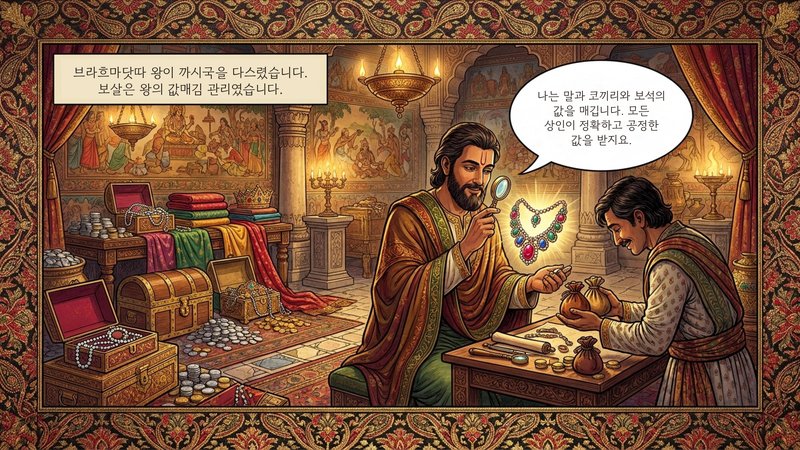 브라흐마닷따 왕이 까시국을 다스렸습니다.
보살은 왕의 값매김 관리였습니다.
나는 말과 코끼리와 보석의
값을 매깁니다. 모든
상인이 정확하고 공정한
값을 받지요.